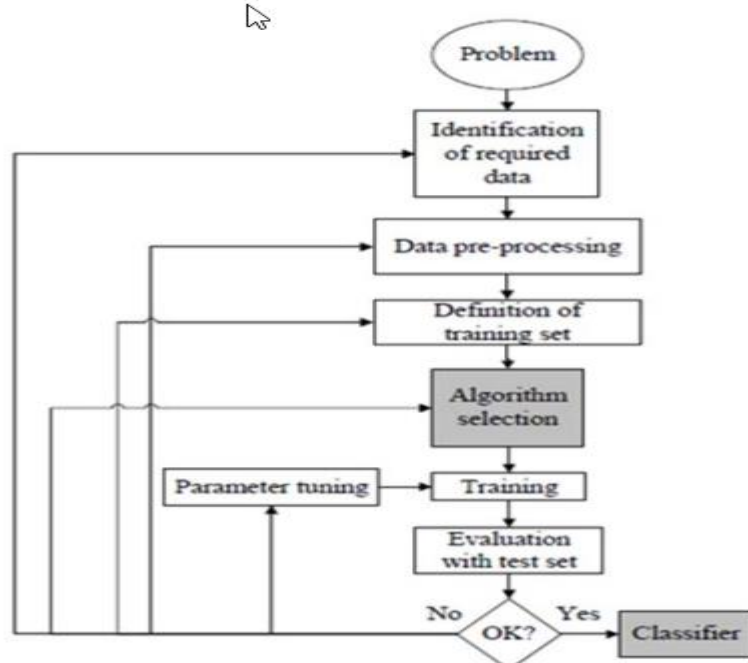 Problem
Identification
of required
data
Data pre-processing
Definition of
training set
Algorithm
selection
Parameter tuning
Training
Evaluation
with test set
No
OK?
Yes
Classifier